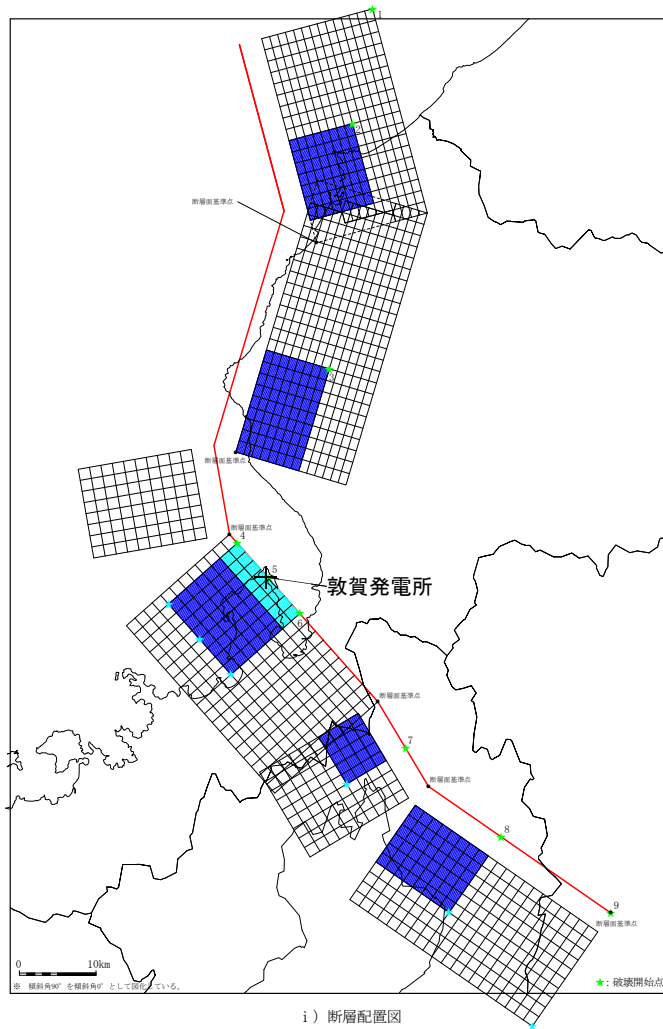 1
2
断層面基準点
3
断層面基準点
断層面基準点
4
5
敦賀発電所
6
断層面基準点
7
断層面基準点
8
9
断層面基準点
0 10km
★: 破壊開始点
※ 傾斜角90°を傾斜角0°として図化している。
i）断層配置図